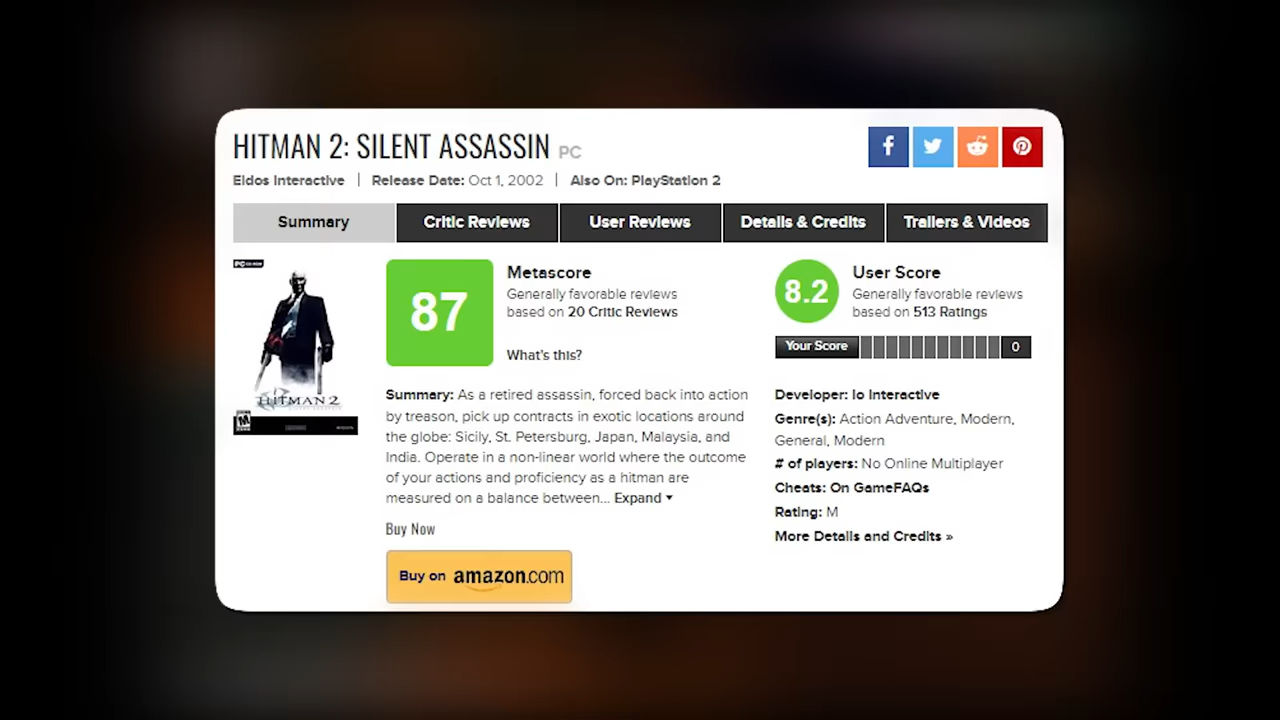 HITMAN 2: SILENT ASSASSIN PC
Eidos Interactive | Release Date: Oct 1, 2002 | Also On: PlayStation 2
Summary Critic Reviews User Reviews Details & Credits Trailers & Videos
PC
HITMAN 2
M
87
Metascore
Generally favorable reviews
based on 20 Critic Reviews
What's this?
8.2
User Score
Generally favorable reviews
based on 513 Ratings
Your Score 0
Summary: As a retired assassin, forced back into action
by treason, pick up contracts in exotic locations around
the globe: Sicily, St. Petersburg, Japan, Malaysia, and
India. Operate in a non-linear world where the outcome
of your actions and proficiency as a hitman are
measured on a balance between... Expand
Buy Now
Buy on amazon.com
Developer: Io Interactive
Genre(s): Action Adventure, Modern,
General, Modern
# of players: No Online Multiplayer
Cheats: On GameFAQs
Rating: M
More Details and Credits »